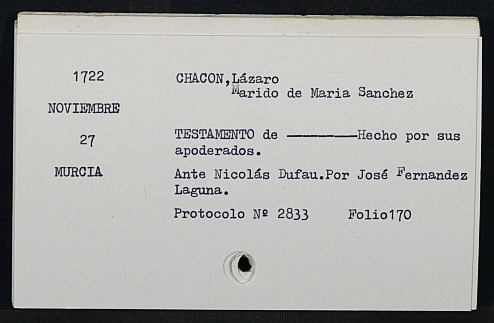 1722
NOVIEMBRE
27
MURCIA
CHACON,Lázaro
Marido de Maria Sanchez
TESTAMENTO de ----------Hecho por sus
apoderados.
Ante Nicolás Dufau.Por José Fernandez
Laguna.
Protocolo Nº 2833 Folio170